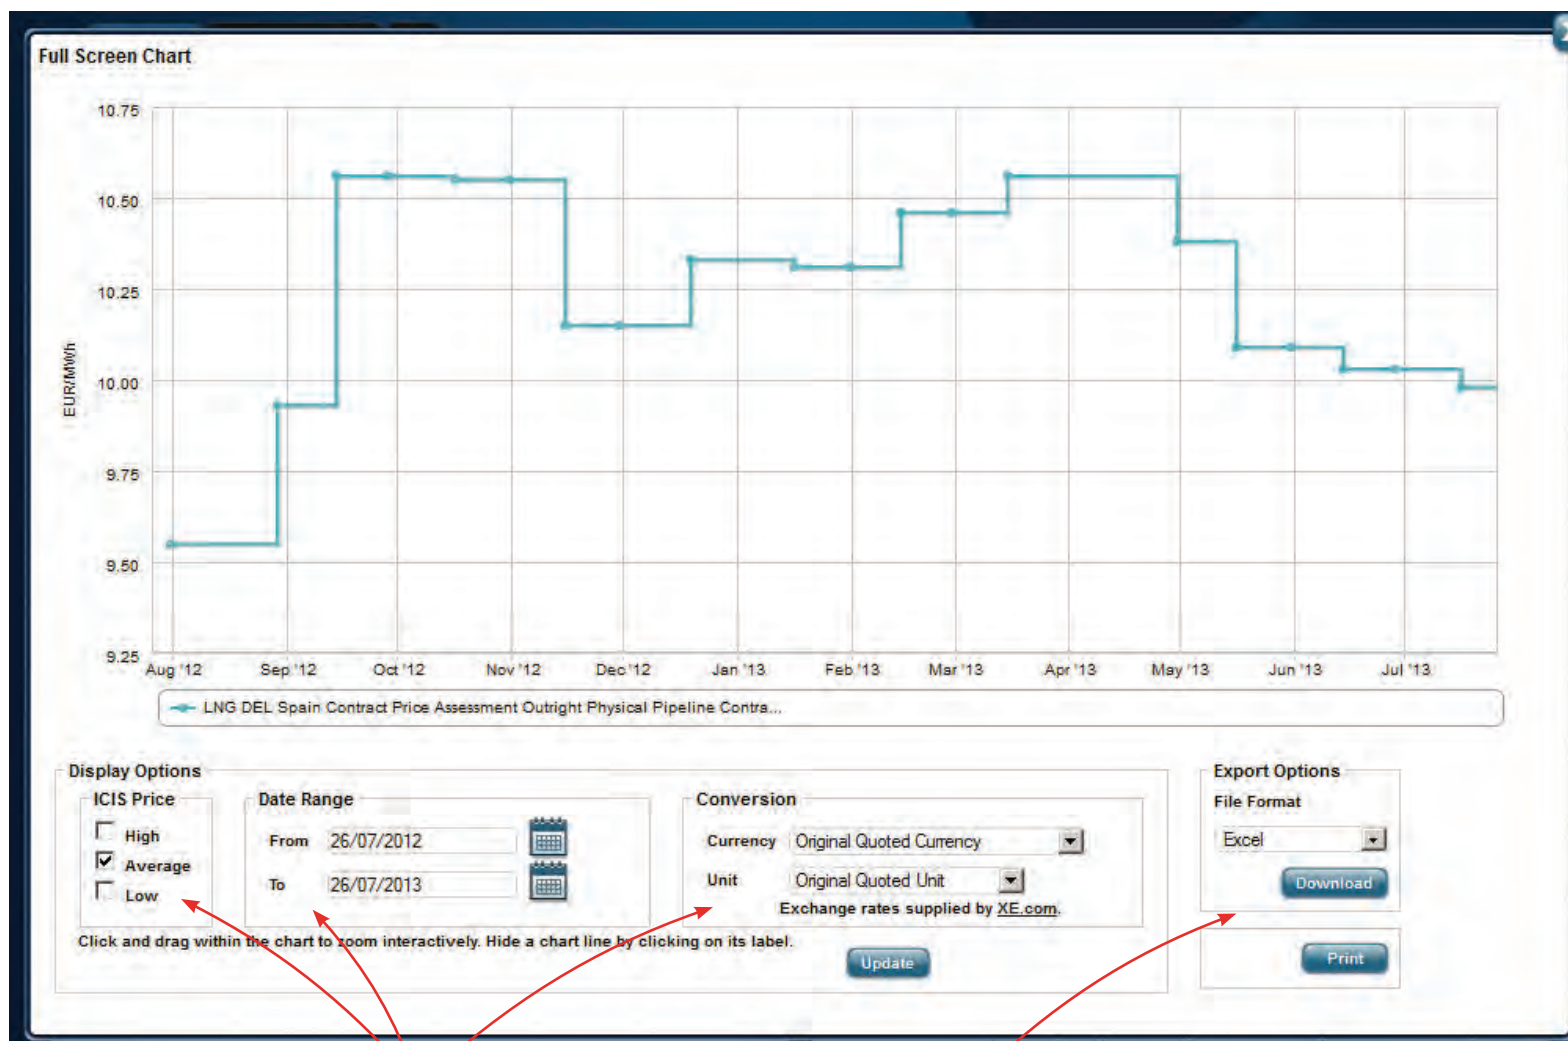 Full Screen Chart
10.75
10.50
10.25
10.00
9.75
9.50
9.25
EUR/MWh
Aug '12 Sep '12 Oct '12 Nov '12 Dec '12 Jan '13 Feb '13 Mar '13 Apr '13 May '13 Jun '13 Jul '13
LNG DEL Spain Contract Price Assessment Outright Physical Pipeline Contra...
Display Options
ICIS Price
High
Average
Low
Date Range
From 26/07/2012
To 26/07/2013
Conversion
Currency Original Quoted Currency
Unit Original Quoted Unit
Exchange rates supplied by XE.com.
Click and drag within the chart to zoom interactively. Hide a chart line by clicking on its label.
Update
Export Options
File Format
Excel
Download
Print